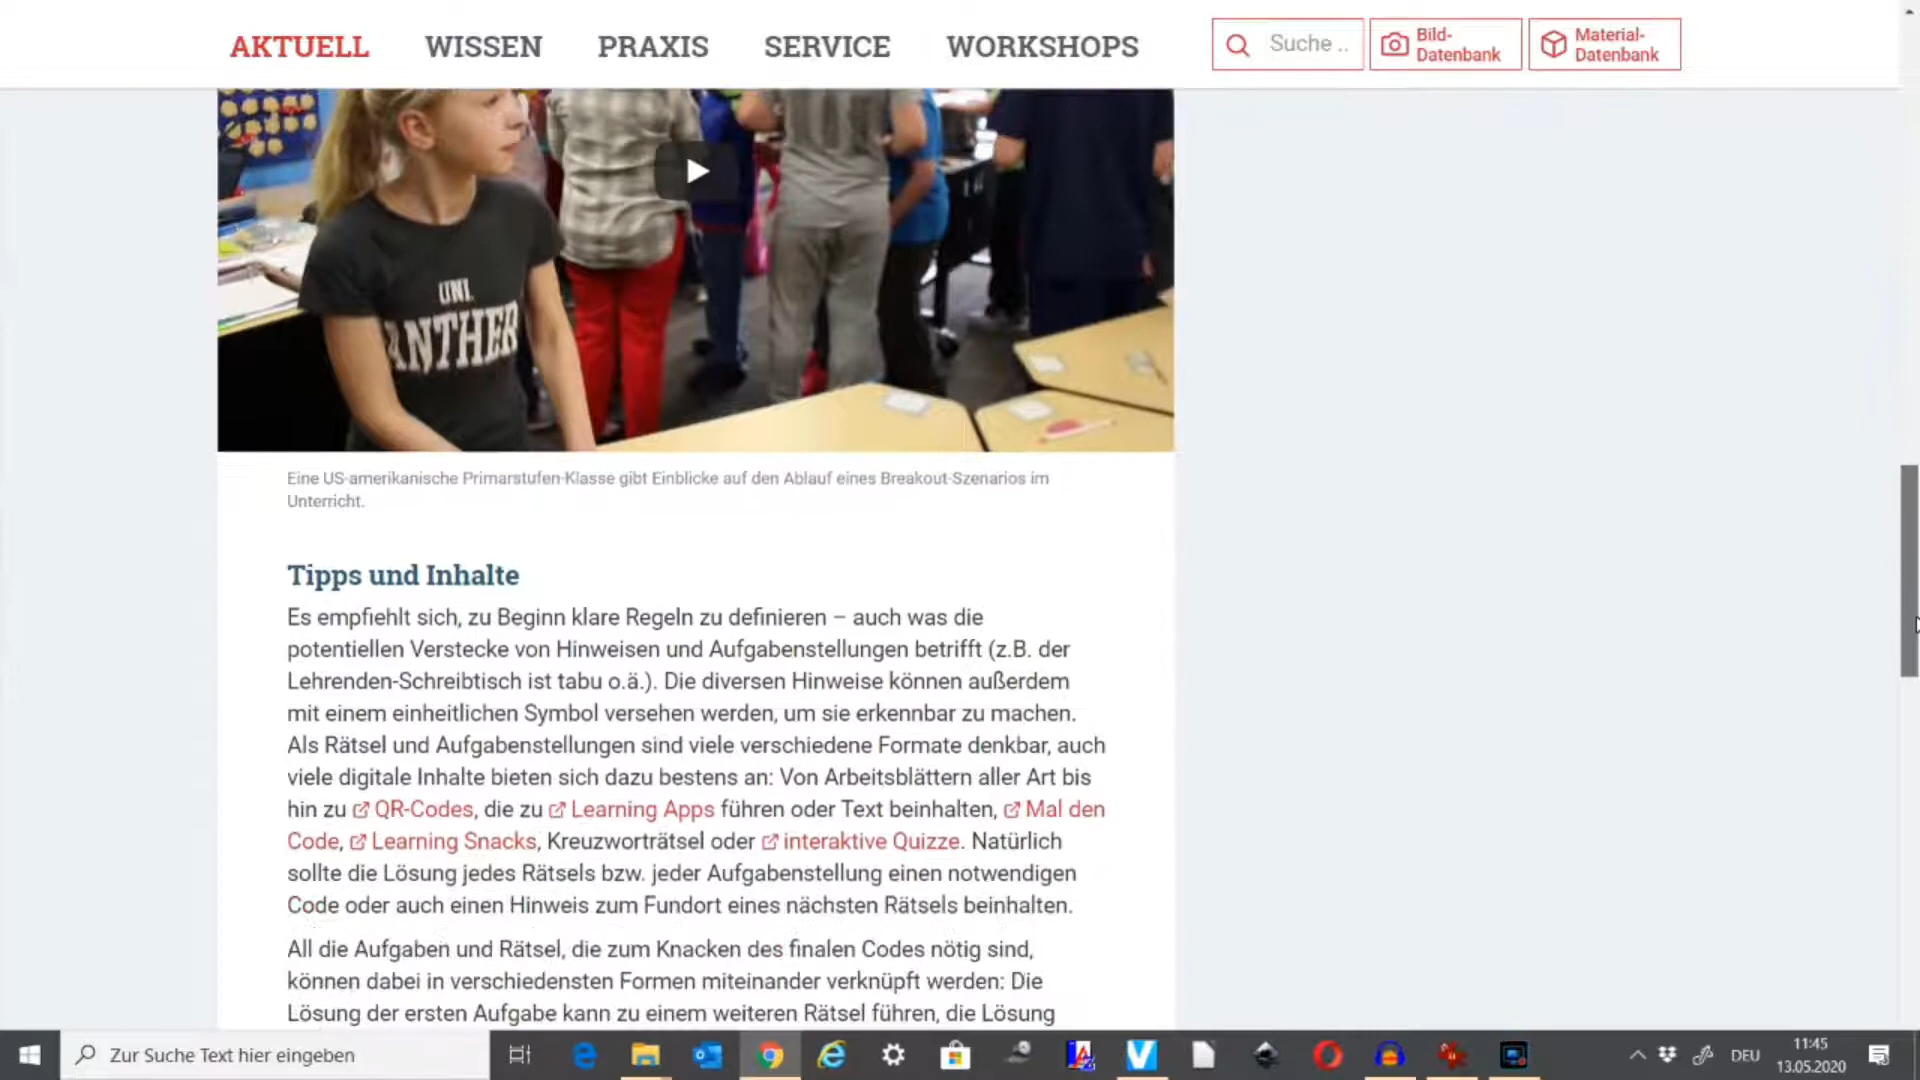 AKTUELL WISSEN PRAXIS SERVICE WORKSHOPS Suche .. Bild-Datenbank Material-Datenbank
UNI.
ANTHER
Eine US-amerikanische Primarstufen-Klasse gibt Einblicke auf den Ablauf eines Breakout-Szenarios im
Unterricht.
Tipps und Inhalte
Es empfiehlt sich, zu Beginn klare Regeln zu definieren – auch was die
potentiellen Verstecke von Hinweisen und Aufgabenstellungen betrifft (z.B. der
Lehrenden-Schreibtisch ist tabu o.ä.). Die diversen Hinweise können außerdem
mit einem einheitlichen Symbol versehen werden, um sie erkennbar zu machen.
Als Rätsel und Aufgabenstellungen sind viele verschiedene Formate denkbar, auch
viele digitale Inhalte bieten sich dazu bestens an: Von Arbeitsblättern aller Art bis
hin zu QR-Codes, die zu Learning Apps führen oder Text beinhalten, Mal den
Code, Learning Snacks, Kreuzworträtsel oder interaktive Quizze. Natürlich
sollte die Lösung jedes Rätsels bzw. jeder Aufgabenstellung einen notwendigen
Code oder auch einen Hinweis zum Fundort eines nächsten Rätsels beinhalten.
All die Aufgaben und Rätsel, die zum Knacken des finalen Codes nötig sind,
können dabei in verschiedensten Formen miteinander verknüpft werden: Die
Lösung der ersten Aufgabe kann zu einem weiteren Rätsel führen, die Lösung
Zur Suche Text hier eingeben DEU 11:45
13.05.2020